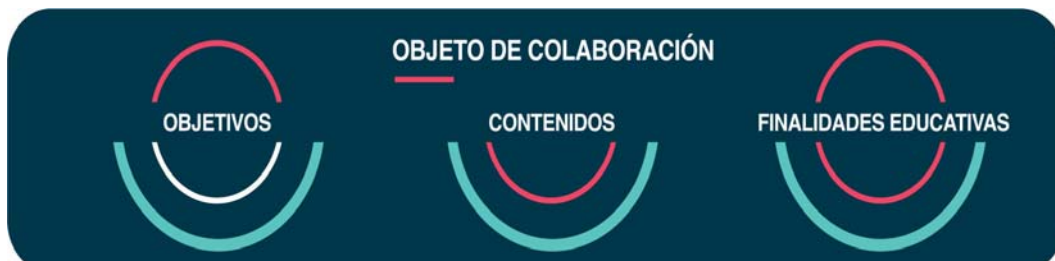 OBJETO DE COLABORACIÓN
OBJETIVOS
CONTENIDOS
FINALIDADES EDUCATIVAS